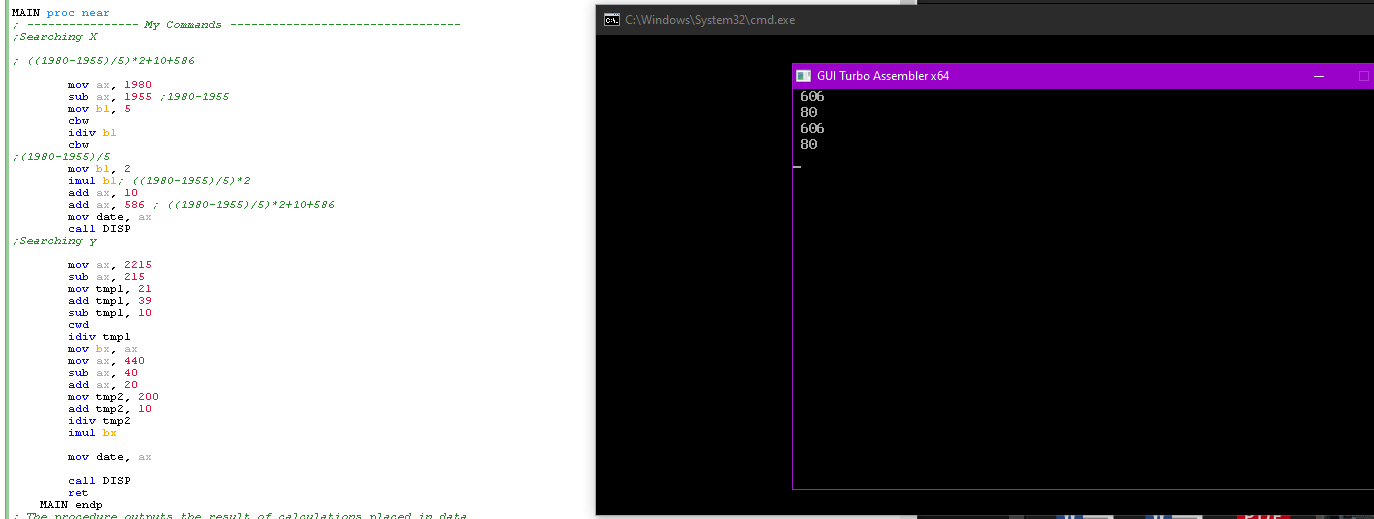 MAIN proc near
; ---------------- My Commands ---------------------------------
;Searching X
; ((1980-1955)/5)*2+10+586
mov ax, 1980
sub ax, 1955 ;1980-1955
mov bl, 5
cbw
idiv bl
cbw
;(1980-1955)/5
mov bl, 2
imul bl; ((1980-1955)/5)*2
add ax, 10
add ax, 586 ; ((1980-1955)/5)*2+10+586
mov date, ax
call DISP
;Searching y
mov ax, 2215
sub ax, 215
mov tmp1, 21
add tmp1, 39
sub tmp1, 10
cwd
idiv tmp1
mov bx, ax
mov ax, 440
sub ax, 40
add ax, 20
mov tmp2, 200
add tmp2, 10
idiv tmp2
imul bx
mov date, ax
call DISP
ret
MAIN endp
; The procedure outputs the result of calculations placed in data
C:\Windows\System32\cmd.exe
GUI Turbo Assembler x64
606
80
606
80